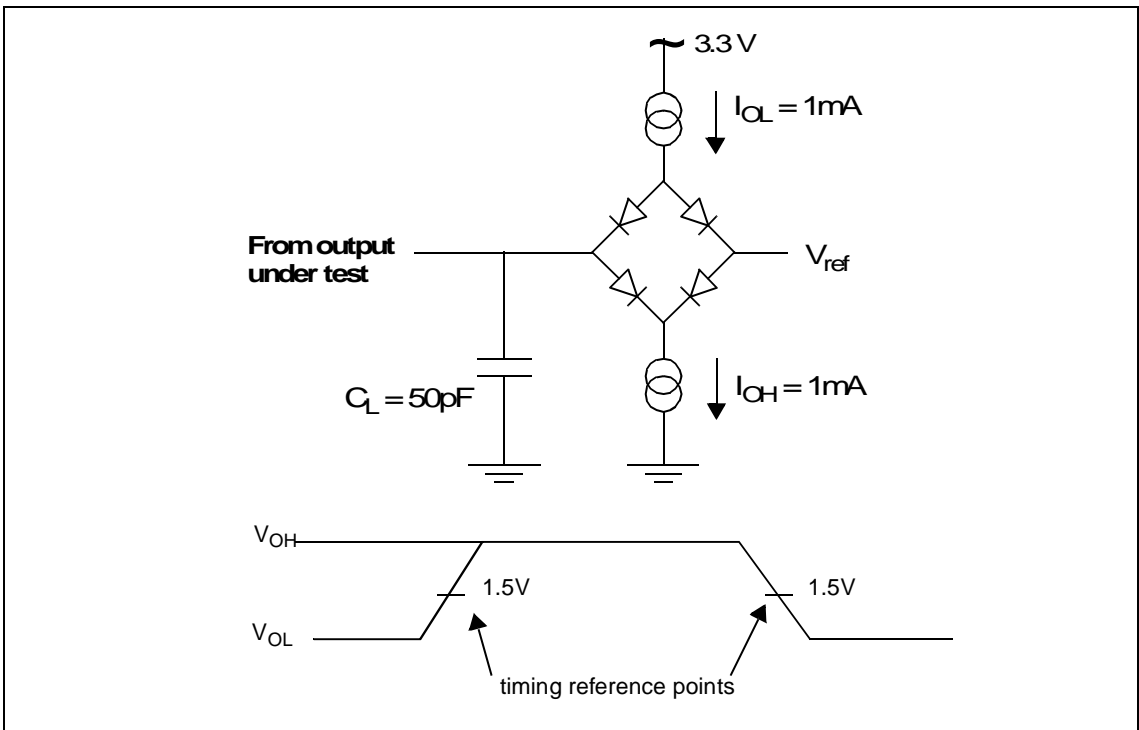 3.3 V
I_OL = 1mA
From output
under test
V_ref
C_L = 50pF
I_OH = 1mA
V_OH
1.5V
1.5V
V_OL
timing reference points